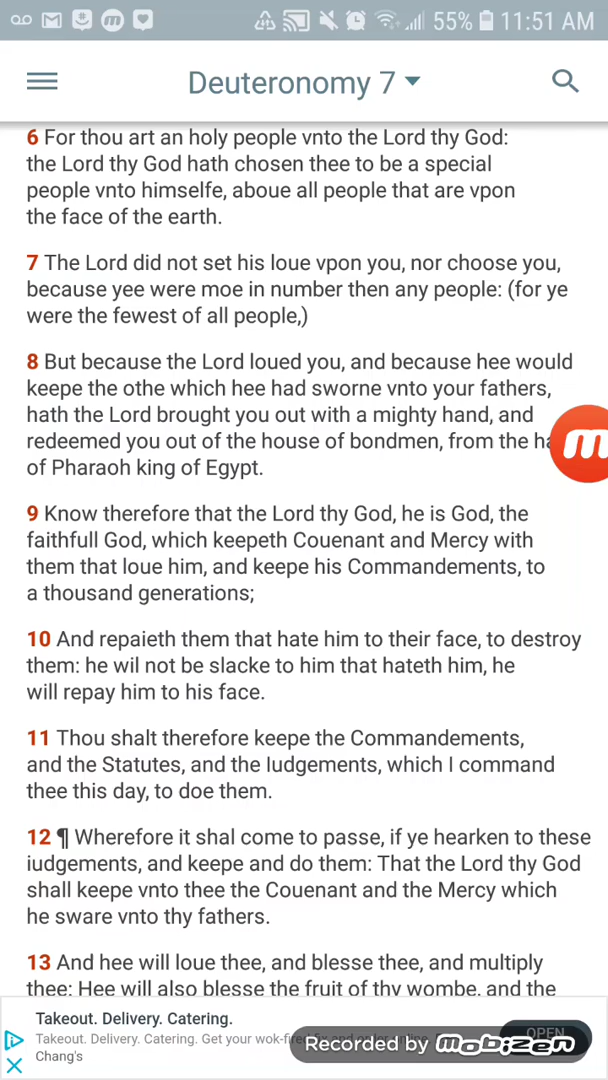 55% 11:51 AM
Deuteronomy 7
6 For thou art an holy people vnto the Lord thy God:
the Lord thy God hath chosen thee to be a special
people vnto himselfe, aboue all people that are vpon
the face of the earth.
7 The Lord did not set his loue vpon you, nor choose you,
because yee were moe in number then any people: (for ye
were the fewest of all people,)
8 But because the Lord loued you, and because hee would
keepe the othe which hee had sworne vnto your fathers,
hath the Lord brought you out with a mighty hand, and
redeemed you out of the house of bondmen, from the
of Pharaoh king of Egypt.
9 Know therefore that the Lord thy God, he is God, the
faithfull God, which keepeth Couenant and Mercy with
them that loue him, and keepe his Commandements, to
a thousand generations;
10 And repaieth them that hate him to their face, to destroy
them: he wil not be slacke to him that hateth him, he
will repay him to his face.
11 Thou shalt therefore keepe the Commandements,
and the Statutes, and the Iudgements, which I command
thee this day, to doe them.
12 ¶ Wherefore it shal come to passe, if ye hearken to these
iudgements, and keepe and do them: That the Lord thy God
shall keepe vnto thee the Couenant and the Mercy which
he sware vnto thy fathers.
13 And hee will loue thee, and blesse thee, and multiply
thee: Hee will also blesse the fruit of thy wombe, and the
Takeout. Delivery. Catering.
Takeout. Delivery. Catering. Get your
Chang's
OPEN
Recorded by mobizen